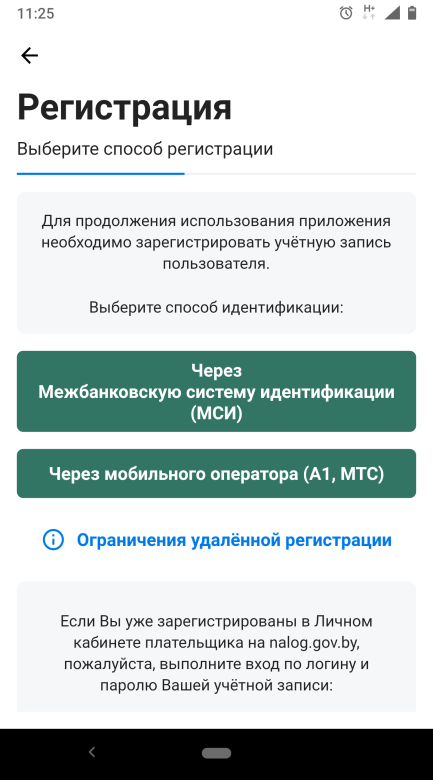 11:25
H+
Регистрация
Выберите способ регистрации
Для продолжения использования приложения
необходимо зарегистрировать учётную запись
пользователя.
Выберите способ идентификации:
Через
Межбанковскую систему идентификации
(МСИ)
Через мобильного оператора (А1, МТС)
Ограничения удалённой регистрации
Если Вы уже зарегистрированы в Личном
кабинете плательщика на nalog.gov.by,
пожалуйста, выполните вход по логину и
паролю Вашей учётной записи: